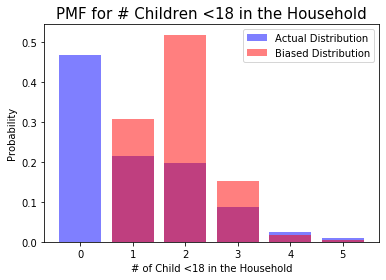 PMF for # Children <18 in the Household
Actual Distribution
Biased Distribution
Probability
0.5
0.4
0.3
0.2
0.1
0.0
0 1 2 3 4 5
# of Child <18 in the Household